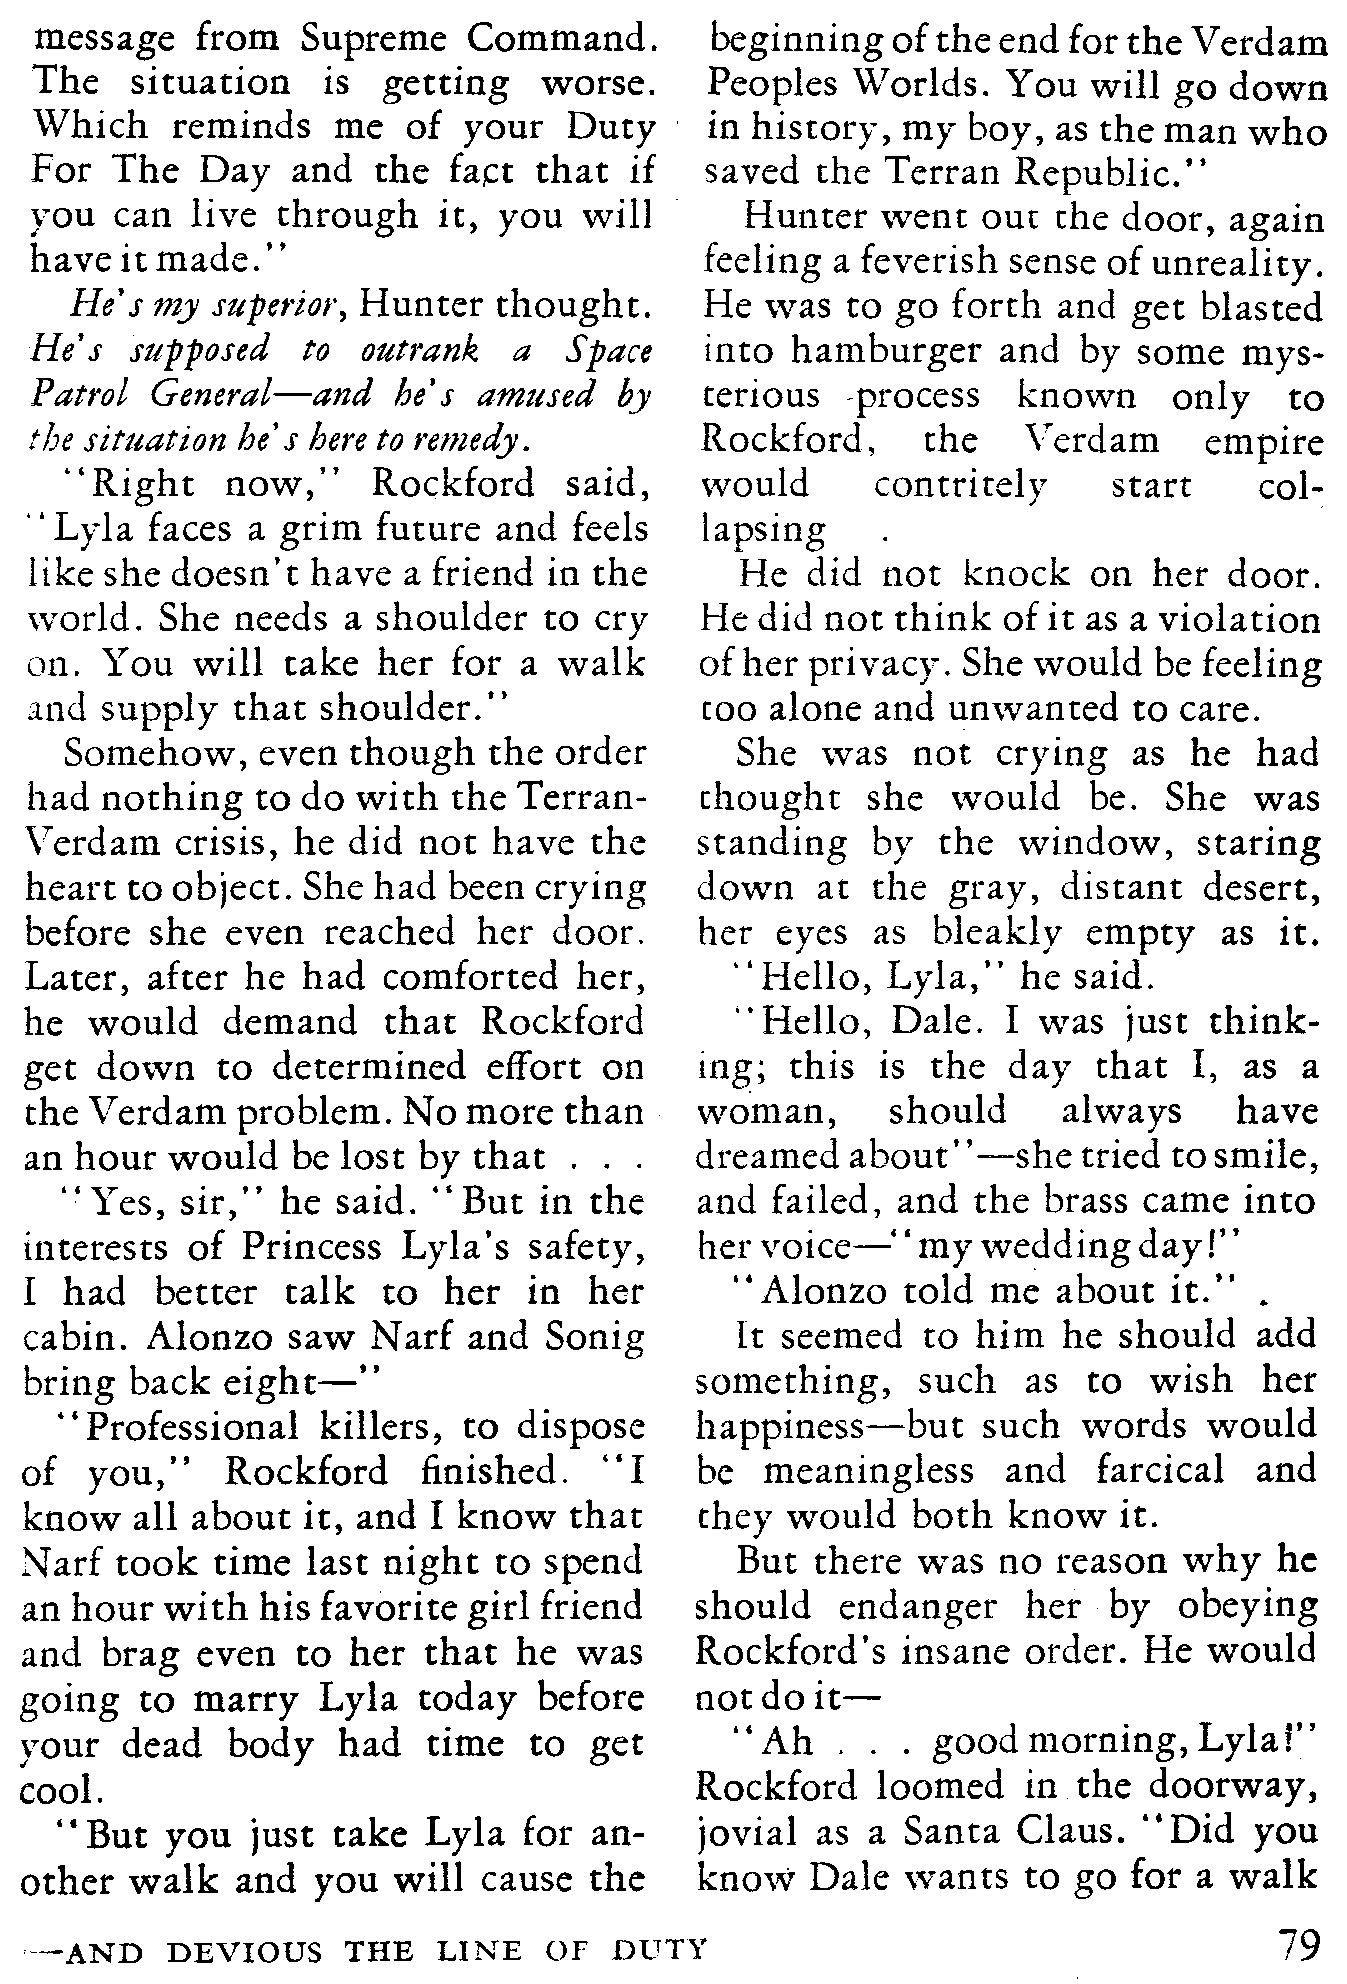 message from Supreme Command.
The situation is getting worse.
Which reminds me of your Duty
For The Day and the fact that if
you can live through it, you will
have it made."
He's my superior, Hunter thought.
He's supposed to outrank a Space
Patrol General—and he's amused by
the situation he's here to remedy.
"Right now," Rockford said,
"Lyla faces a grim future and feels
like she doesn't have a friend in the
world. She needs a shoulder to cry
on. You will take her for a walk
and supply that shoulder."
Somehow, even though the order
had nothing to do with the Terran-
Verdam crisis, he did not have the
heart to object. She had been crying
before she even reached her door.
Later, after he had comforted her,
he would demand that Rockford
get down to determined effort on
the Verdam problem. No more than
an hour would be lost by that . . .
"Yes, sir," he said. "But in the
interests of Princess Lyla's safety,
I had better talk to her in her
cabin. Alonzo saw Narf and Sonig
bring back eight—"
"Professional killers, to dispose
of you," Rockford finished. "I
know all about it, and I know that
Narf took time last night to spend
an hour with his favorite girl friend
and brag even to her that he was
going to marry Lyla today before
your dead body had time to get
cool.
"But you just take Lyla for an-
other walk and you will cause the
beginning of the end for the Verdam
Peoples Worlds. You will go down
in history, my boy, as the man who
saved the Terran Republic."
Hunter went out the door, again
feeling a feverish sense of unreality.
He was to go forth and get blasted
into hamburger and by some mys-
terious process known only to
Rockford, the Verdam empire
would contritely start col-
lapsing .
He did not knock on her door.
He did not think of it as a violation
of her privacy. She would be feeling
too alone and unwanted to care.
She was not crying as he had
thought she would be. She was
standing by the window, staring
down at the gray, distant desert,
her eyes as bleakly empty as it.
"Hello, Lyla," he said.
"Hello, Dale. I was just think-
ing; this is the day that I, as a
woman, should always have
dreamed about"—she tried to smile,
and failed, and the brass came into
her voice—"my wedding day!"
"Alonzo told me about it."
It seemed to him he should add
something, such as to wish her
happiness—but such words would
be meaningless and farcical and
they would both know it.
But there was no reason why he
should endanger her by obeying
Rockford's insane order. He would
not do it—
"Ah . . . good morning, Lyla!"
Rockford loomed in the doorway,
jovial as a Santa Claus. "Did you
know Dale wants to go for a walk
—AND DEVIOUS THE LINE OF DUTY 79